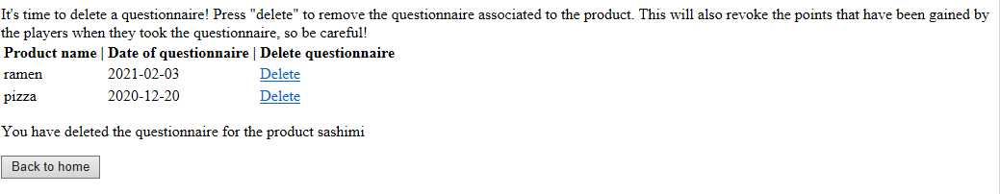 It's time to delete a questionnaire! Press "delete" to remove the questionnaire associated to the product. This will also revoke the points that have been gained by
the players when they took the questionnaire, so be careful!
Product name | Date of questionnaire | Delete questionnaire
ramen 2021-02-03 Delete
pizza 2020-12-20 Delete
You have deleted the questionnaire for the product sashimi
Back to home